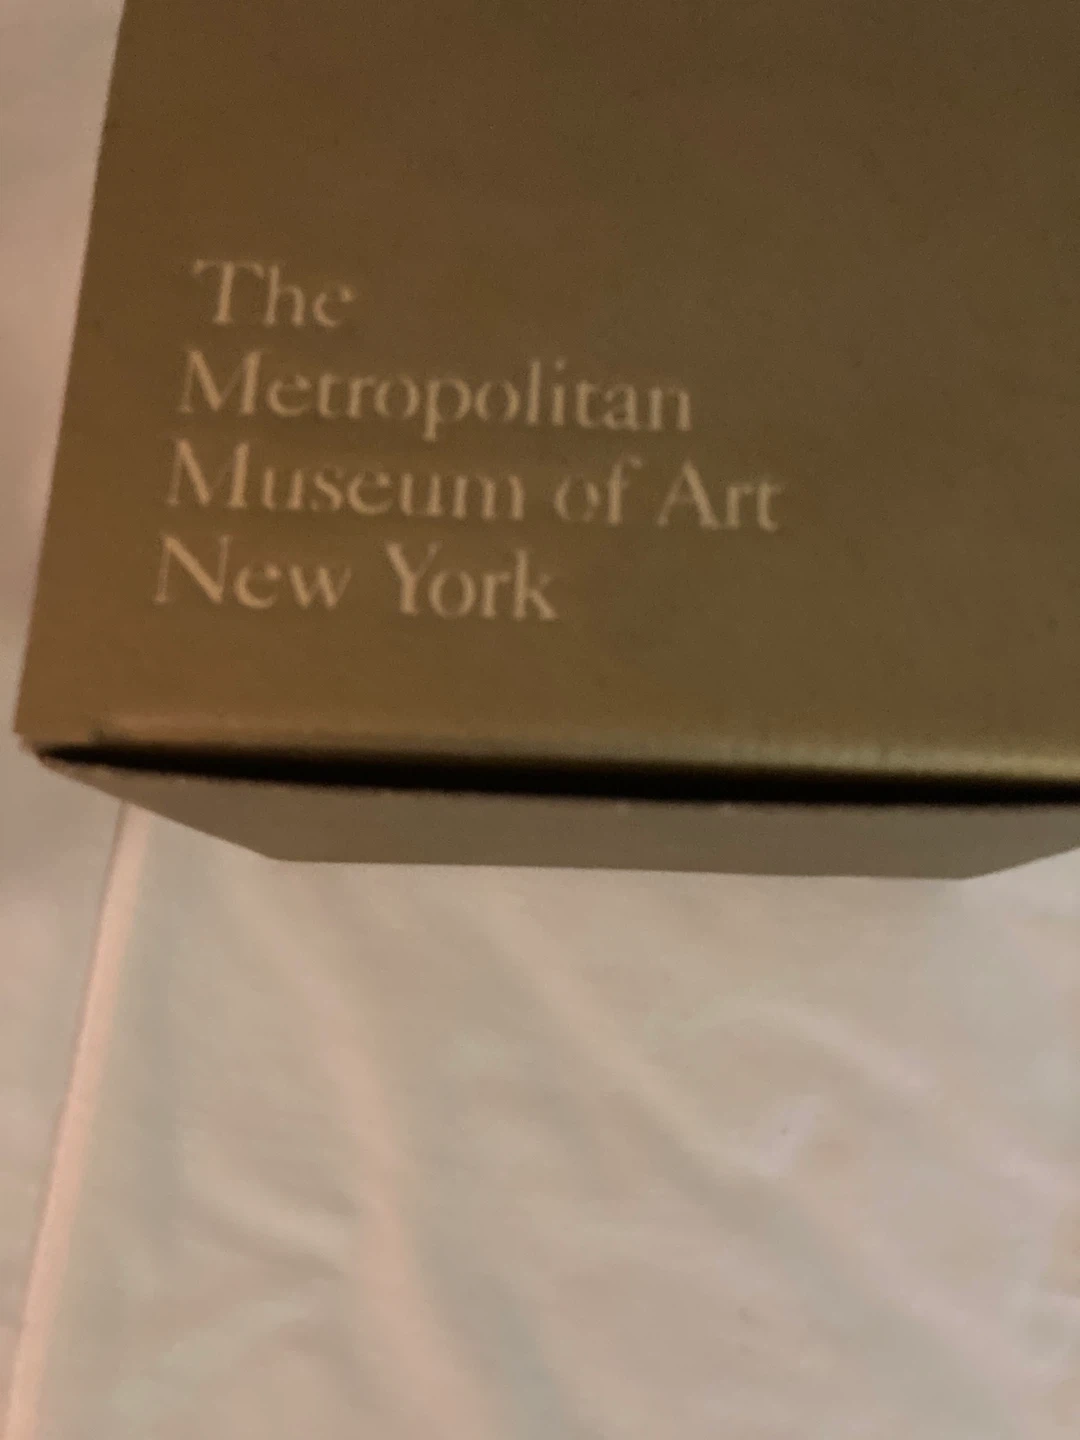 The
Metropolitan
Museum of Art
New York